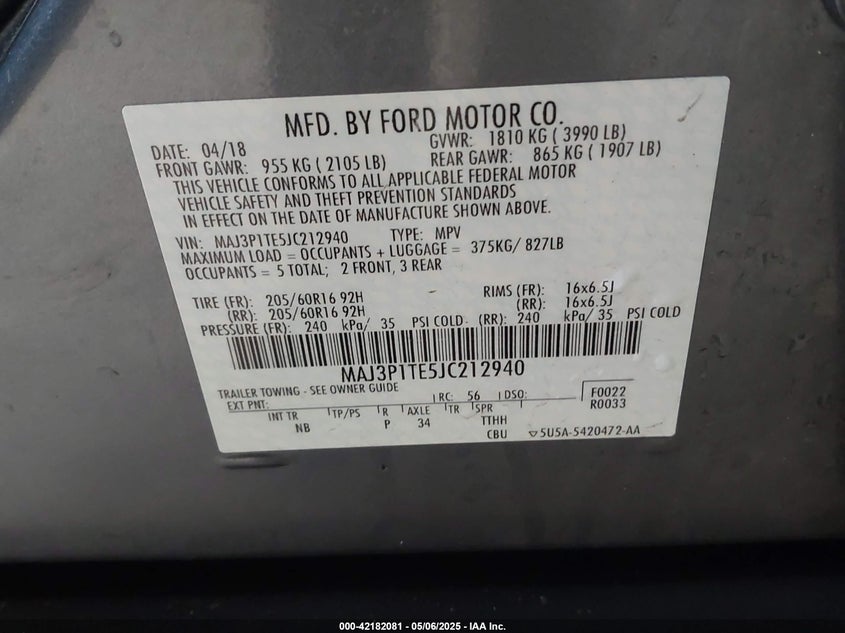 MFD. BY FORD MOTOR CO.
DATE: 04/18 GVWR: 1810 KG ( 3990 LB)
FRONT GAWR: 955 KG ( 2105 LB) REAR GAWR: 865 KG ( 1907 LB)
THIS VEHICLE CONFORMS TO ALL APPLICABLE FEDERAL MOTOR
VEHICLE SAFETY AND THEFT PREVENTION STANDARDS
IN EFFECT ON THE DATE OF MANUFACTURE SHOWN ABOVE.
VIN: MAJ3P1TE5JC212940 TYPE: MPV
MAXIMUM LOAD = OCCUPANTS + LUGGAGE = 375KG/ 827LB
OCCUPANTS = 5 TOTAL; 2 FRONT, 3 REAR
TIRE (FR): 205/60R16 92H RIMS (FR): 16x6.5J
(RR): 205/60R16 92H (RR): 16x6.5J
PRESSURE (FR): 240 kPa/ 35 PSI COLD (RR): 240 kPa/ 35 PSI COLD
MAJ3P1TE5JC212940
TRAILER TOWING - SEE OWNER GUIDE
EXT PNT: RC: 56 DSO: F0022
R0033
INT TR TP/PS R AXLE TR SPR
NB P 34 TTHH
CBU ▽5U5A-5420472-AA
000-42182081 - 05/06/2025 - IAA Inc.